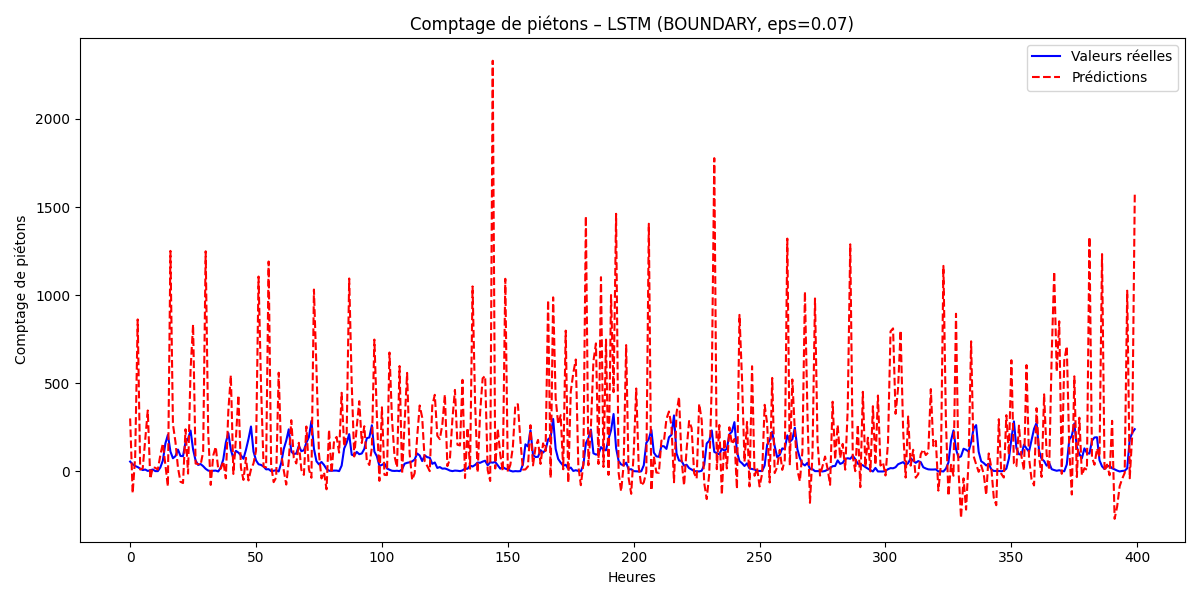 Comptage de piétons – LSTM (BOUNDARY, eps=0.07)
Valeurs réelles
Prédictions
Comptage de piétons
2000
1500
1000
500
0
0 50 100 150 200 250 300 350 400
Heures